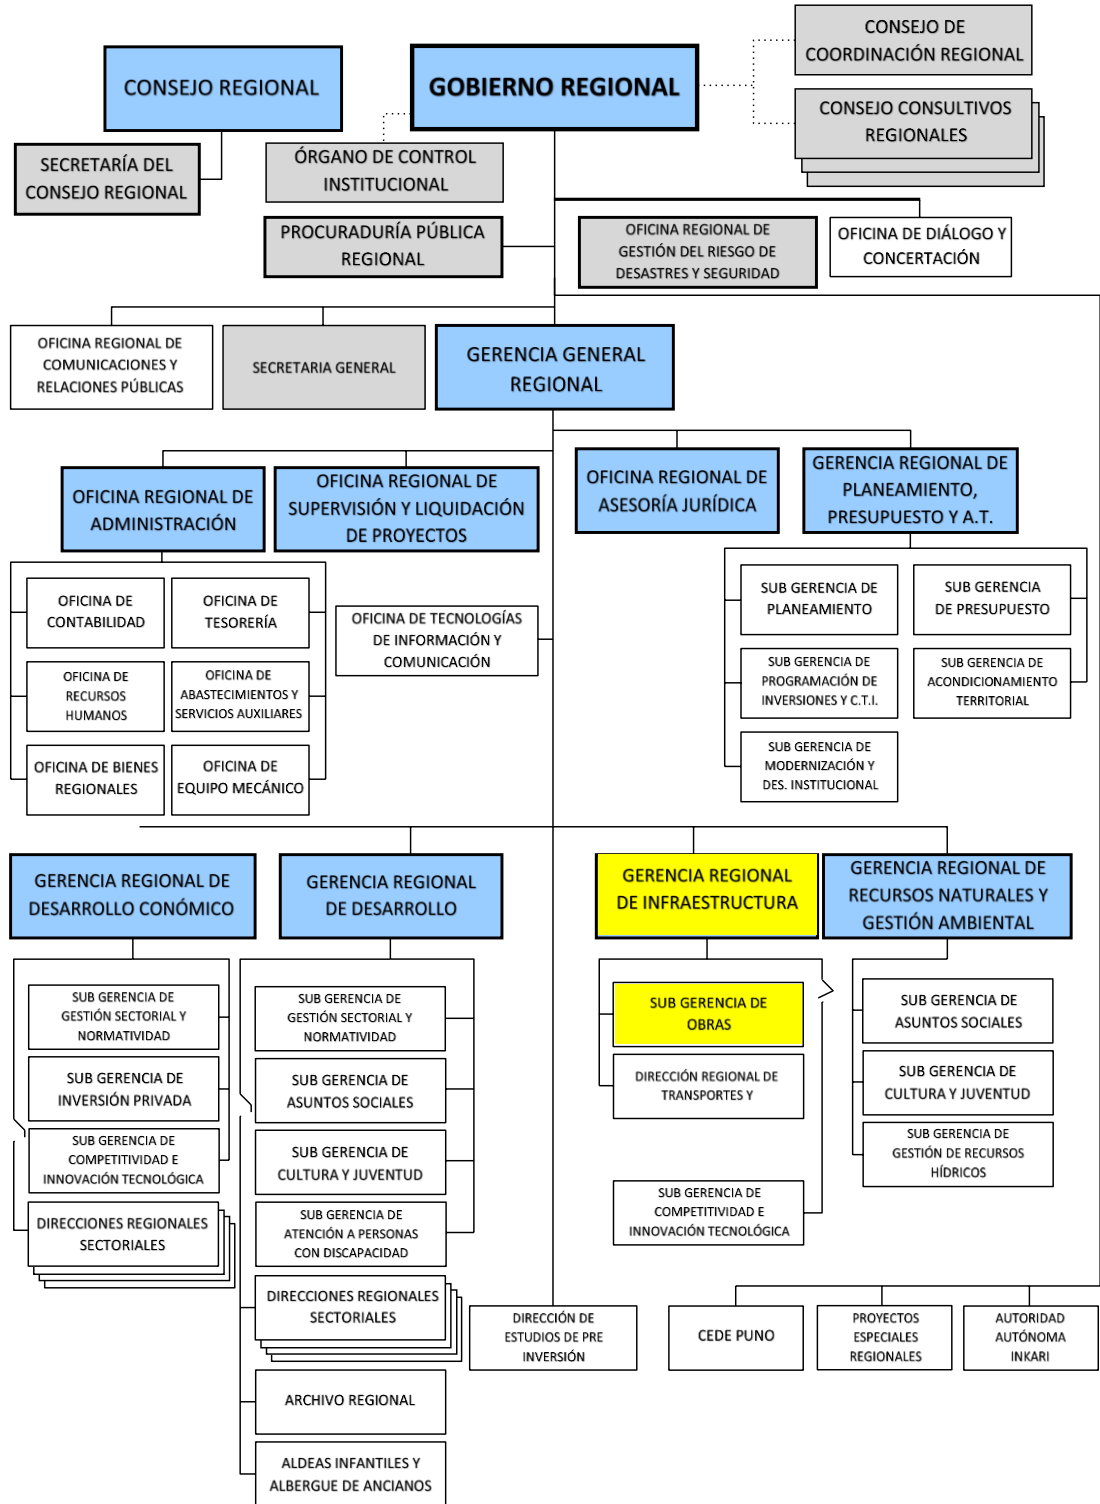 CONSEJO DE
COORDINACIÓN REGIONAL
CONSEJO REGIONAL
GOBIERNO REGIONAL
CONSEJO CONSULTIVOS
REGIONALES
SECRETARÍA DEL
CONSEJO REGIONAL
ÓRGANO DE CONTROL
INSTITUCIONAL
PROCURADURÍA PÚBLICA
REGIONAL
OFICINA REGIONAL DE
GESTIÓN DEL RIESGO DE
DESASTRES Y SEGURIDAD
OFICINA DE DIÁLOGO Y
CONCERTACIÓN
OFICINA REGIONAL DE
COMUNICACIONES Y
RELACIONES PÚBLICAS
SECRETARIA GENERAL
GERENCIA GENERAL
REGIONAL
OFICINA REGIONAL DE
ADMINISTRACIÓN
OFICINA REGIONAL DE
SUPERVISIÓN Y LIQUIDACIÓN
DE PROYECTOS
OFICINA REGIONAL DE
ASESORÍA JURÍDICA
GERENCIA REGIONAL DE
PLANEAMIENTO,
PRESUPUESTO Y A.T.
OFICINA DE
CONTABILIDAD
OFICINA DE
TESORERÍA
OFICINA DE TECNOLOGÍAS
DE INFORMACIÓN Y
COMUNICACIÓN
SUB GERENCIA DE
PLANEAMIENTO
SUB GERENCIA
DE PRESUPUESTO
OFICINA DE
RECURSOS
HUMANOS
OFICINA DE
ABASTECIMIENTOS Y
SERVICIOS AUXILIARES
SUB GERENCIA DE
PROGRAMACIÓN DE
INVERSIONES Y C.T.I.
SUB GERENCIA DE
ACONDICIONAMIENTO
TERRITORIAL
OFICINA DE BIENES
REGIONALES
OFICINA DE
EQUIPO MECÁNICO
SUB GERENCIA DE
MODERNIZACIÓN Y
DES. INSTITUCIONAL
GERENCIA REGIONAL DE
DESARROLLO CONÓMICO
GERENCIA REGIONAL
DE DESARROLLO
GERENCIA REGIONAL
DE INFRAESTRUCTURA
GERENCIA REGIONAL DE
RECURSOS NATURALES Y
GESTIÓN AMBIENTAL
SUB GERENCIA DE
GESTIÓN SECTORIAL Y
NORMATIVIDAD
SUB GERENCIA DE
INVERSIÓN PRIVADA
SUB GERENCIA DE
COMPETITIVIDAD E
INNOVACIÓN TECNOLÓGICA
DIRECCIONES REGIONALES
SECTORIALES
SUB GERENCIA DE
GESTIÓN SECTORIAL Y
NORMATIVIDAD
SUB GERENCIA DE
ASUNTOS SOCIALES
SUB GERENCIA DE
CULTURA Y JUVENTUD
SUB GERENCIA DE
ATENCIÓN A PERSONAS
CON DISCAPACIDAD
DIRECCIONES REGIONALES
SECTORIALES
ARCHIVO REGIONAL
ALDEAS INFANTILES Y
ALBERGUE DE ANCIANOS
SUB GERENCIA DE
OBRAS
DIRECCIÓN REGIONAL DE
TRANSPORTES Y
SUB GERENCIA DE
COMPETITIVIDAD E
INNOVACIÓN TECNOLÓGICA
SUB GERENCIA DE
ASUNTOS SOCIALES
SUB GERENCIA DE
CULTURA Y JUVENTUD
SUB GERENCIA DE
GESTIÓN DE RECURSOS
HÍDRICOS
DIRECCIÓN DE
ESTUDIOS DE PRE
INVERSIÓN
CEDE PUNO
PROYECTOS
ESPECIALES
REGIONALES
AUTORIDAD
AUTÓNOMA
INKARI